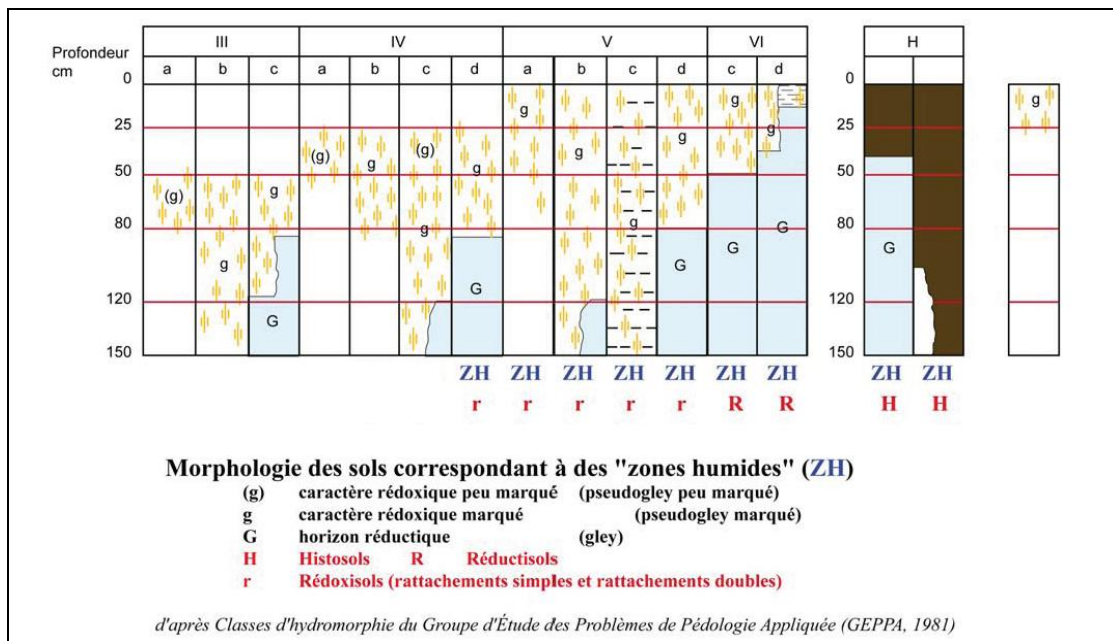 III IV V VI H
Profondeur
cm
a b c a b c d a b c d c d
0 0
g g g
25 25
(g) g (g) g g g g
50 50
(g) g
80 g g G 80
g G G G
G
120 120
G
150 150
ZH ZH ZH ZH ZH ZH ZH ZH ZH
r r r r r R R H H
Morphologie des sols correspondant à des "zones humides" (ZH)
(g) caractère rédoxique peu marqué (pseudogley peu marqué)
g caractère rédoxique marqué (pseudogley marqué)
G horizon réductique (gley)
H Histosols R Réductisols
r Rédoxisols (rattachements simples et rattachements doubles)
d'après Classes d'hydromorphie du Groupe d'Étude des Problèmes de Pédologie Appliquée (GEPPA, 1981)